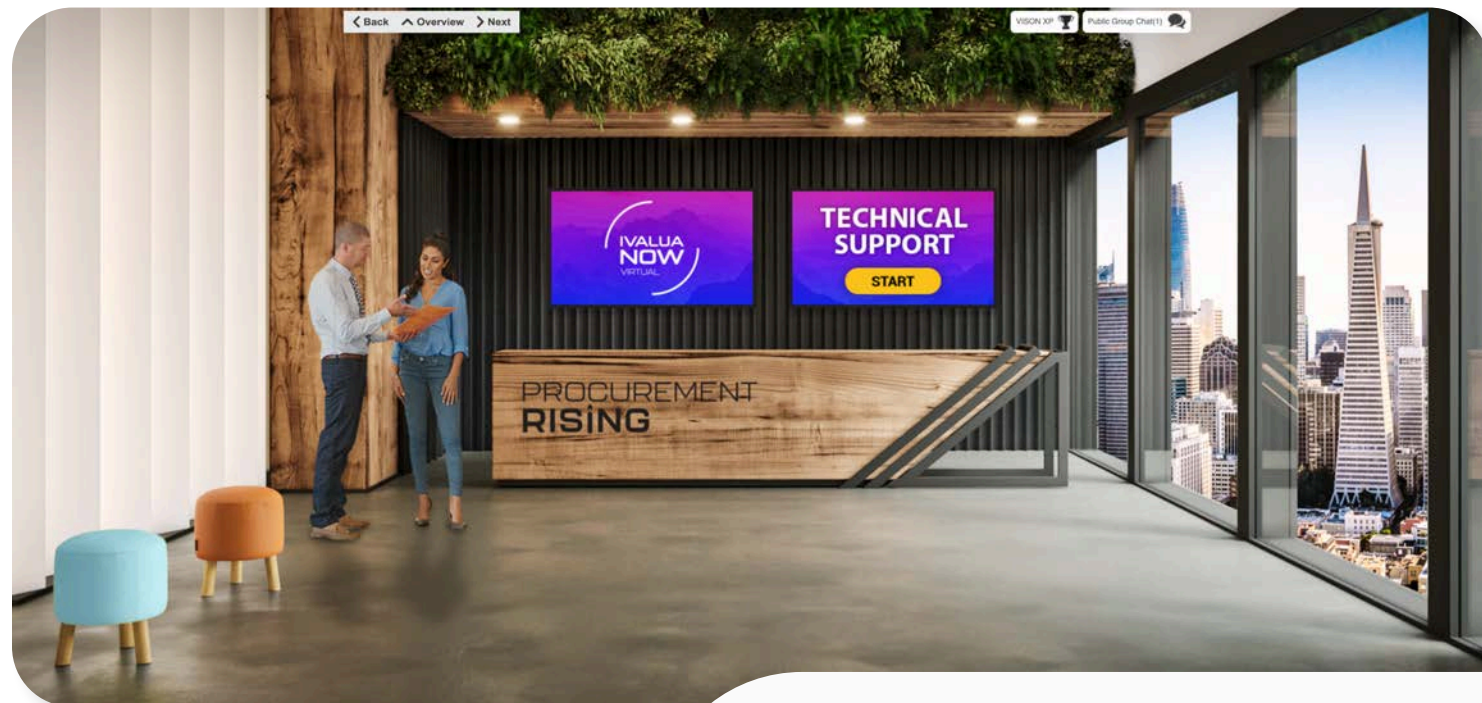 Back Overview Next
VISON XP
Public Group Chat(1)
IVALUA
NOW
VIRTUAL
TECHNICAL
SUPPORT
START
PROCUREMENT
RISING